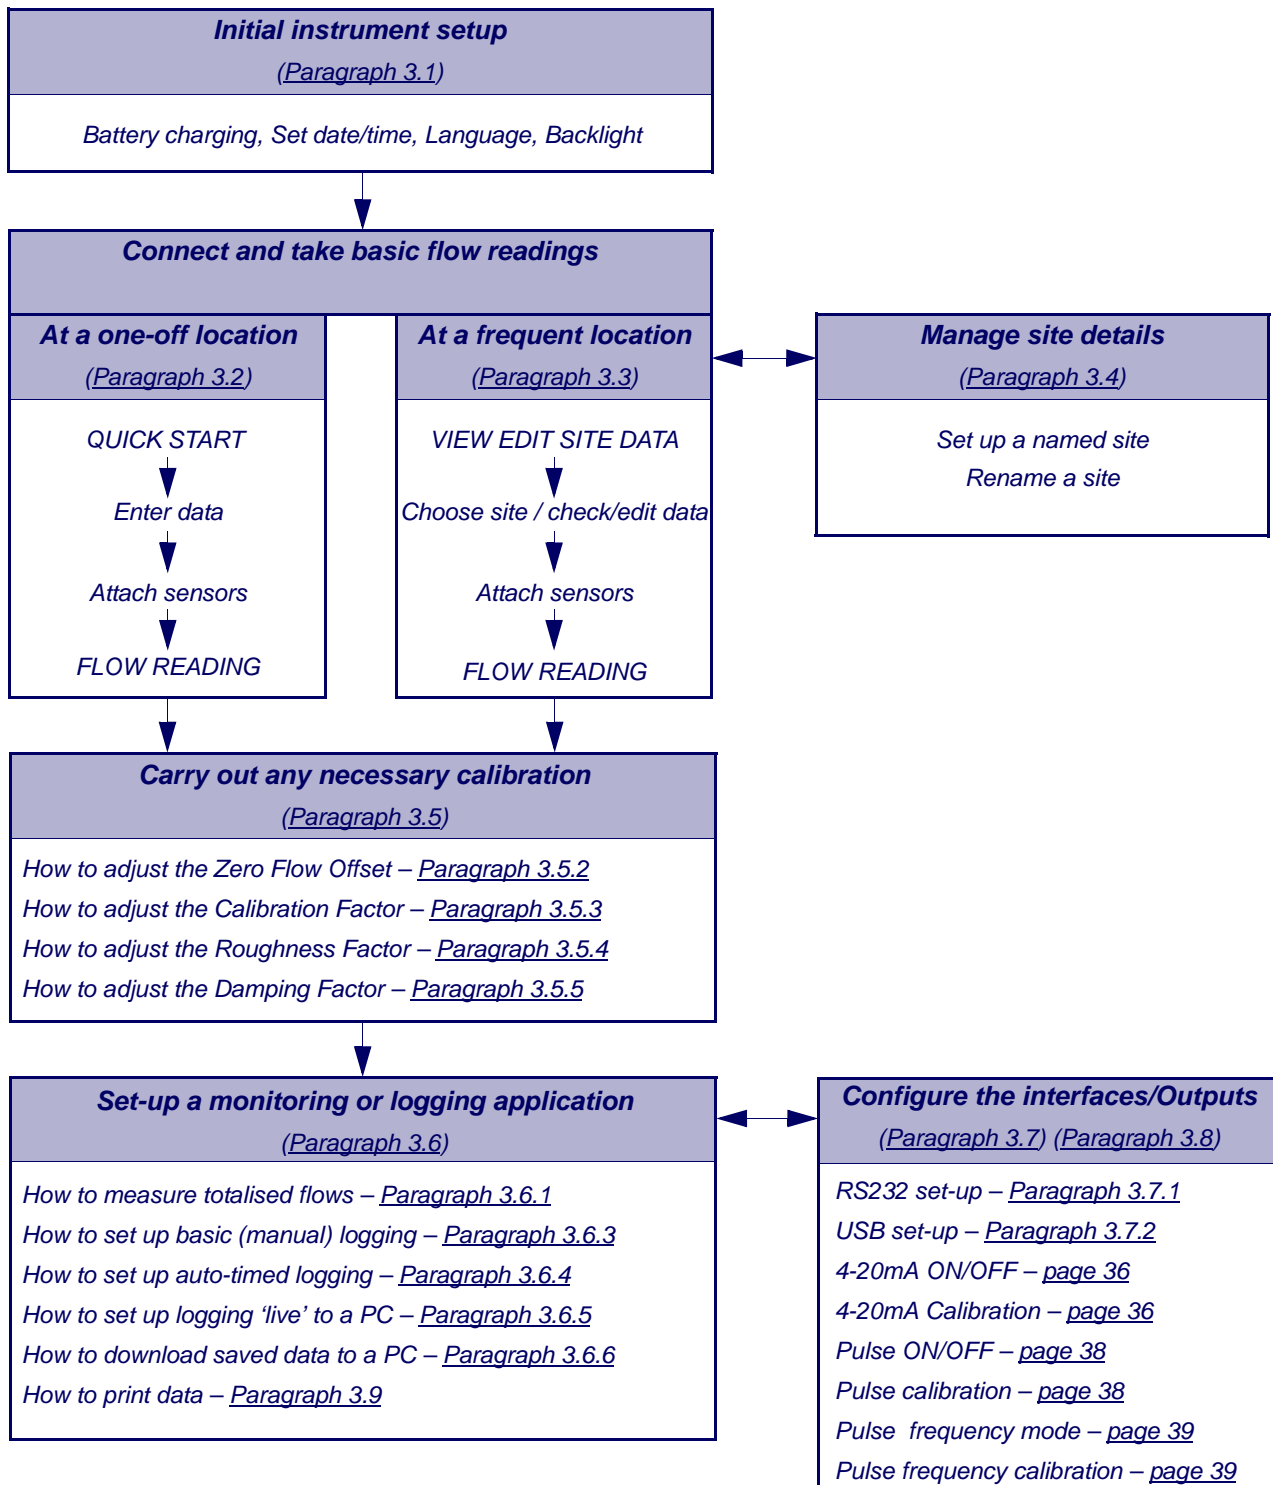 Initial instrument setup
(Paragraph 3.1)
Battery charging, Set date/time, Language, Backlight
Connect and take basic flow readings
At a one-off location
(Paragraph 3.2)
QUICK START
Enter data
Attach sensors
FLOW READING
At a frequent location
(Paragraph 3.3)
VIEW EDIT SITE DATA
Choose site / check/edit data
Attach sensors
FLOW READING
Manage site details
(Paragraph 3.4)
Set up a named site
Rename a site
Carry out any necessary calibration
(Paragraph 3.5)
How to adjust the Zero Flow Offset – Paragraph 3.5.2
How to adjust the Calibration Factor – Paragraph 3.5.3
How to adjust the Roughness Factor – Paragraph 3.5.4
How to adjust the Damping Factor – Paragraph 3.5.5
Set-up a monitoring or logging application
(Paragraph 3.6)
How to measure totalised flows – Paragraph 3.6.1
How to set up basic (manual) logging – Paragraph 3.6.3
How to set up auto-timed logging – Paragraph 3.6.4
How to set up logging ‘live’ to a PC – Paragraph 3.6.5
How to download saved data to a PC – Paragraph 3.6.6
How to print data – Paragraph 3.9
Configure the interfaces/Outputs
(Paragraph 3.7) (Paragraph 3.8)
RS232 set-up – Paragraph 3.7.1
USB set-up – Paragraph 3.7.2
4-20mA ON/OFF – page 36
4-20mA Calibration – page 36
Pulse ON/OFF – page 38
Pulse calibration – page 38
Pulse frequency mode – page 39
Pulse frequency calibration – page 39